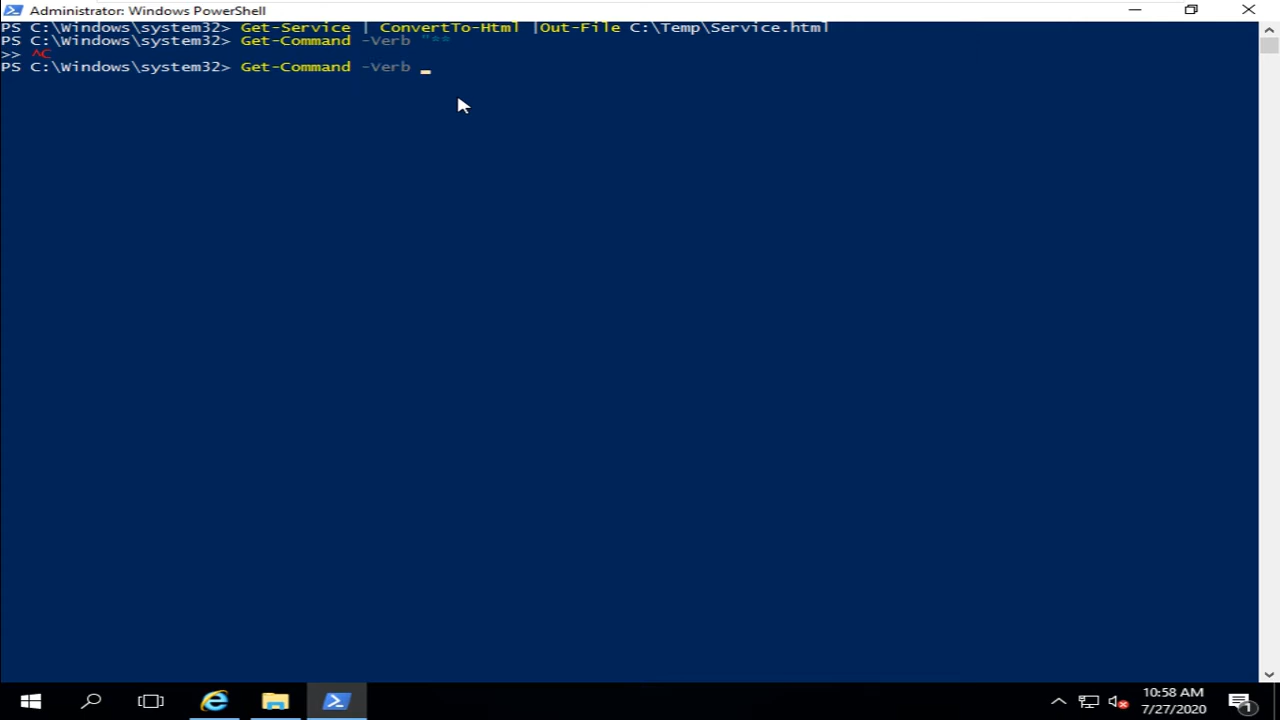 Administrator: Windows PowerShell
PS C:\Windows\system32> Get-Service | ConvertTo-Html |Out-File C:\Temp\Service.html
PS C:\Windows\system32> Get-Command -Verb "**
>> ^C
PS C:\Windows\system32> Get-Command -Verb _
10:58 AM
7/27/2020
1